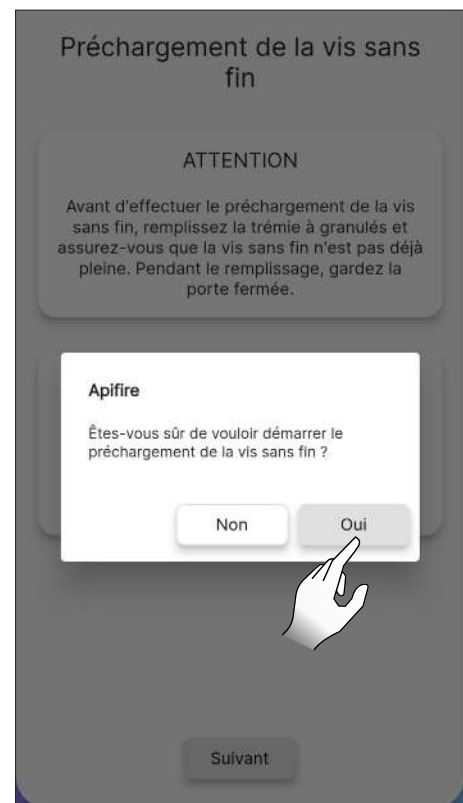 Préchargement de la vis sans
fin
ATTENTION
Avant d'effectuer le préchargement de la vis
sans fin, remplissez la trémie à granulés et
assurez-vous que la vis sans fin n'est pas déjà
pleine. Pendant le remplissage, gardez la
porte fermée.
Apifire
Êtes-vous sûr de vouloir démarrer le
préchargement de la vis sans fin ?
Non Oui
Suivant